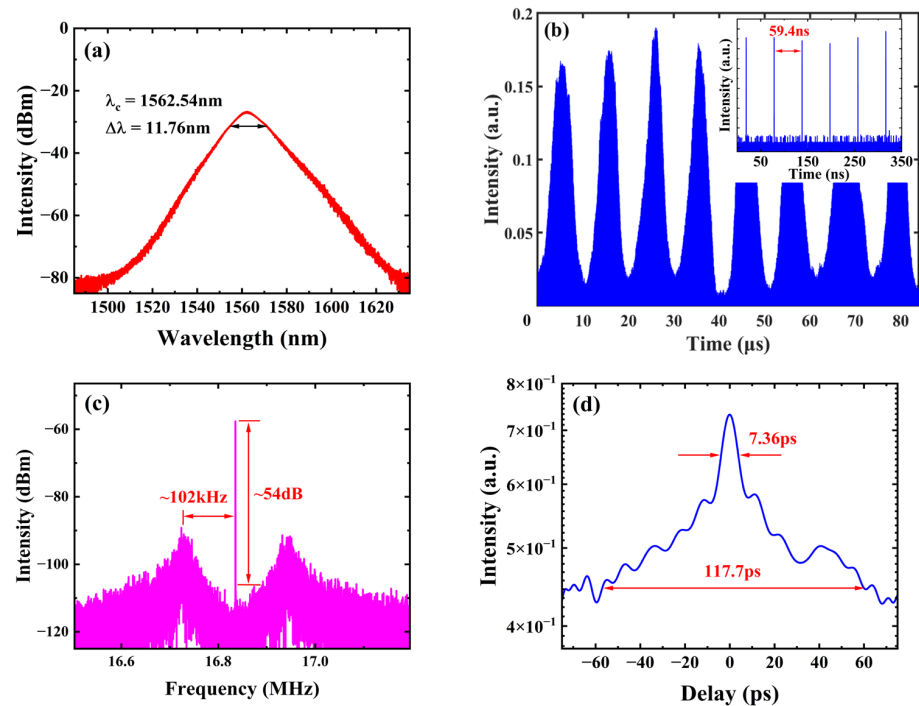 (a)
λc = 1562.54nm
Δλ = 11.76nm
Intensity (dBm)
0
−20
−40
−60
−80
1500 1520 1540 1560 1580 1600 1620
Wavelength (nm)
(b)
Intensity (a.u.)
0.2
0.15
0.1
0.05
0 10 20 30 40 50 60 70 80
Time (μs)
59.4ns
Intensity (a.u.)
50 150 250 350
Time (ns)
(c)
Intensity (dBm)
−60
−80
−100
−120
~102kHz
~54dB
16.6 16.8 17.0
Frequency (MHz)
(d)
Intensity (a.u.)
8×10⁻¹
7×10⁻¹
6×10⁻¹
5×10⁻¹
4×10⁻¹
7.36ps
117.7ps
−60 −40 −20 0 20 40 60
Delay (ps)